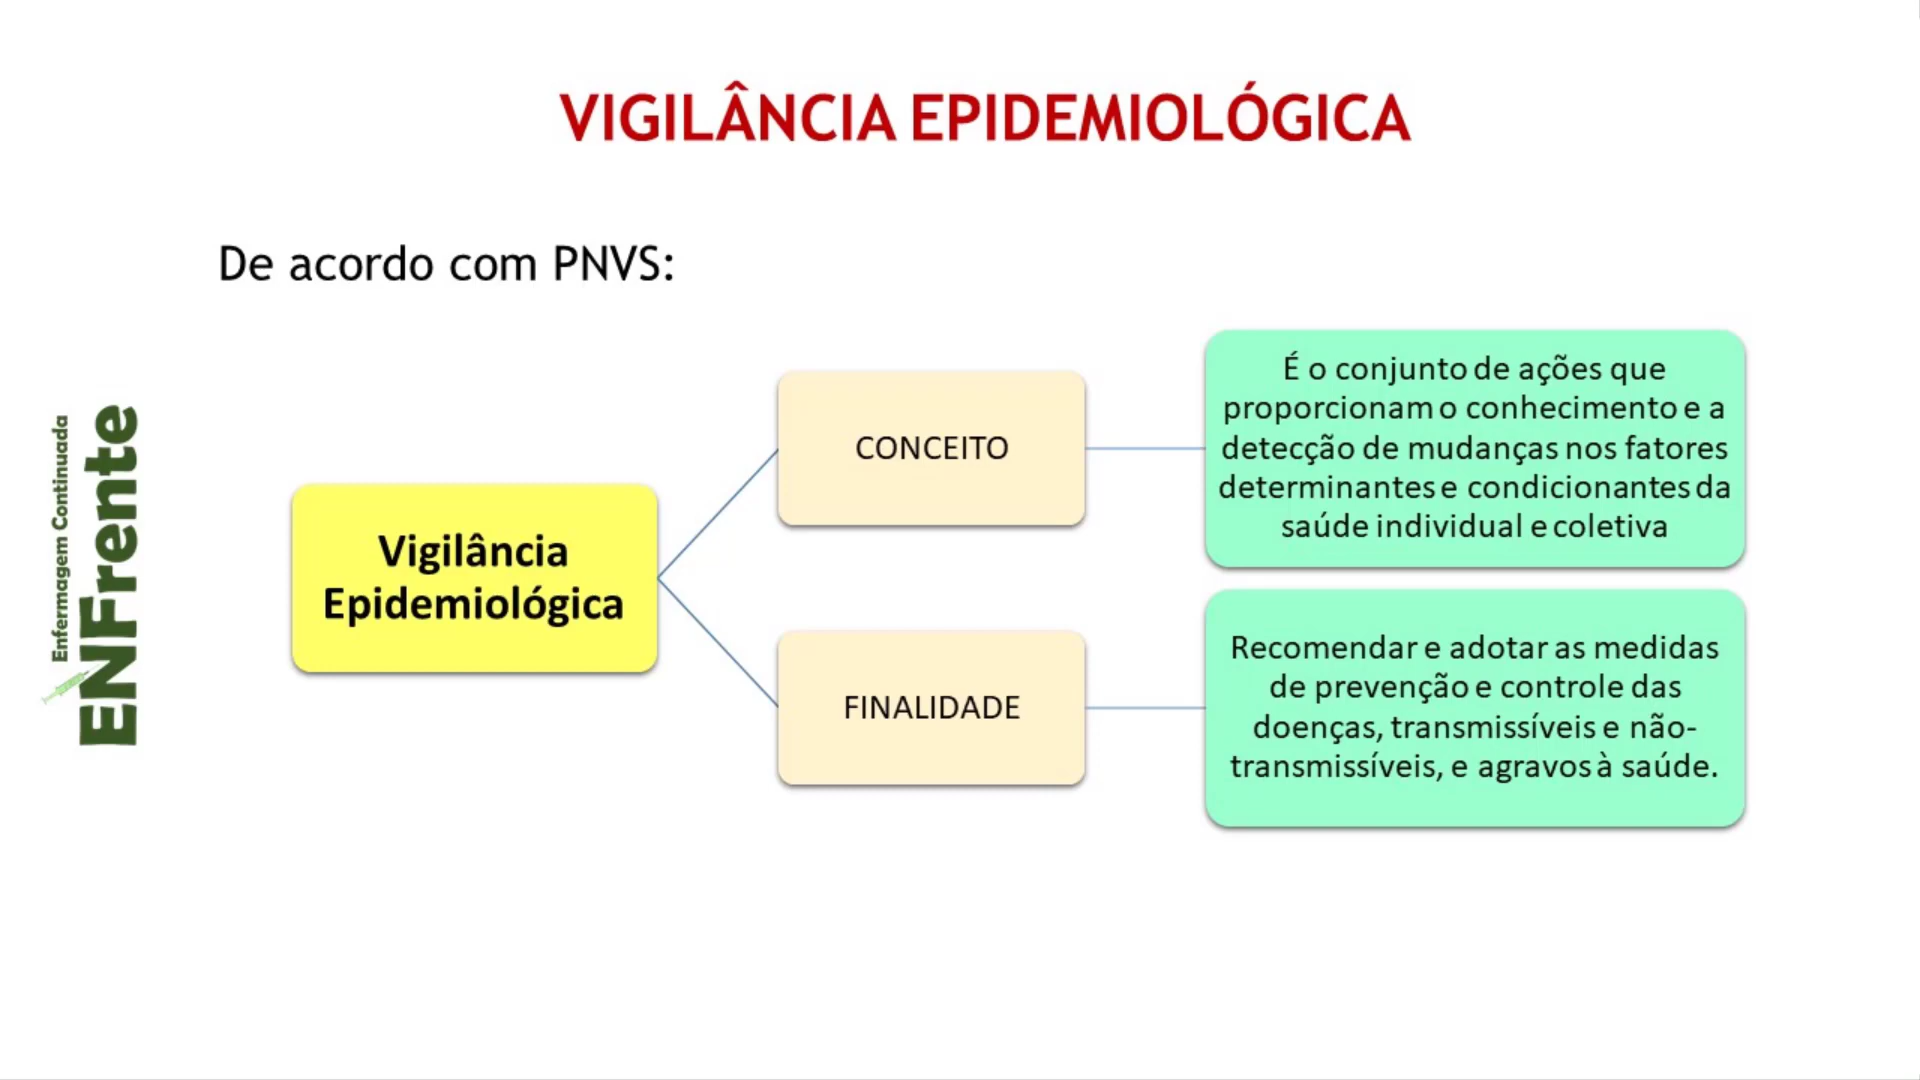 VIGILÂNCIA EPIDEMIOLÓGICA
De acordo com PNVS:
Enfermagem Continuada
ENFrente
Vigilância
Epidemiológica
CONCEITO
É o conjunto de ações que
proporcionam o conhecimento e a
detecção de mudanças nos fatores
determinantes e condicionantes da
saúde individual e coletiva
FINALIDADE
Recomendar e adotar as medidas
de prevenção e controle das
doenças, transmissíveis e não-
transmissíveis, e agravos à saúde.